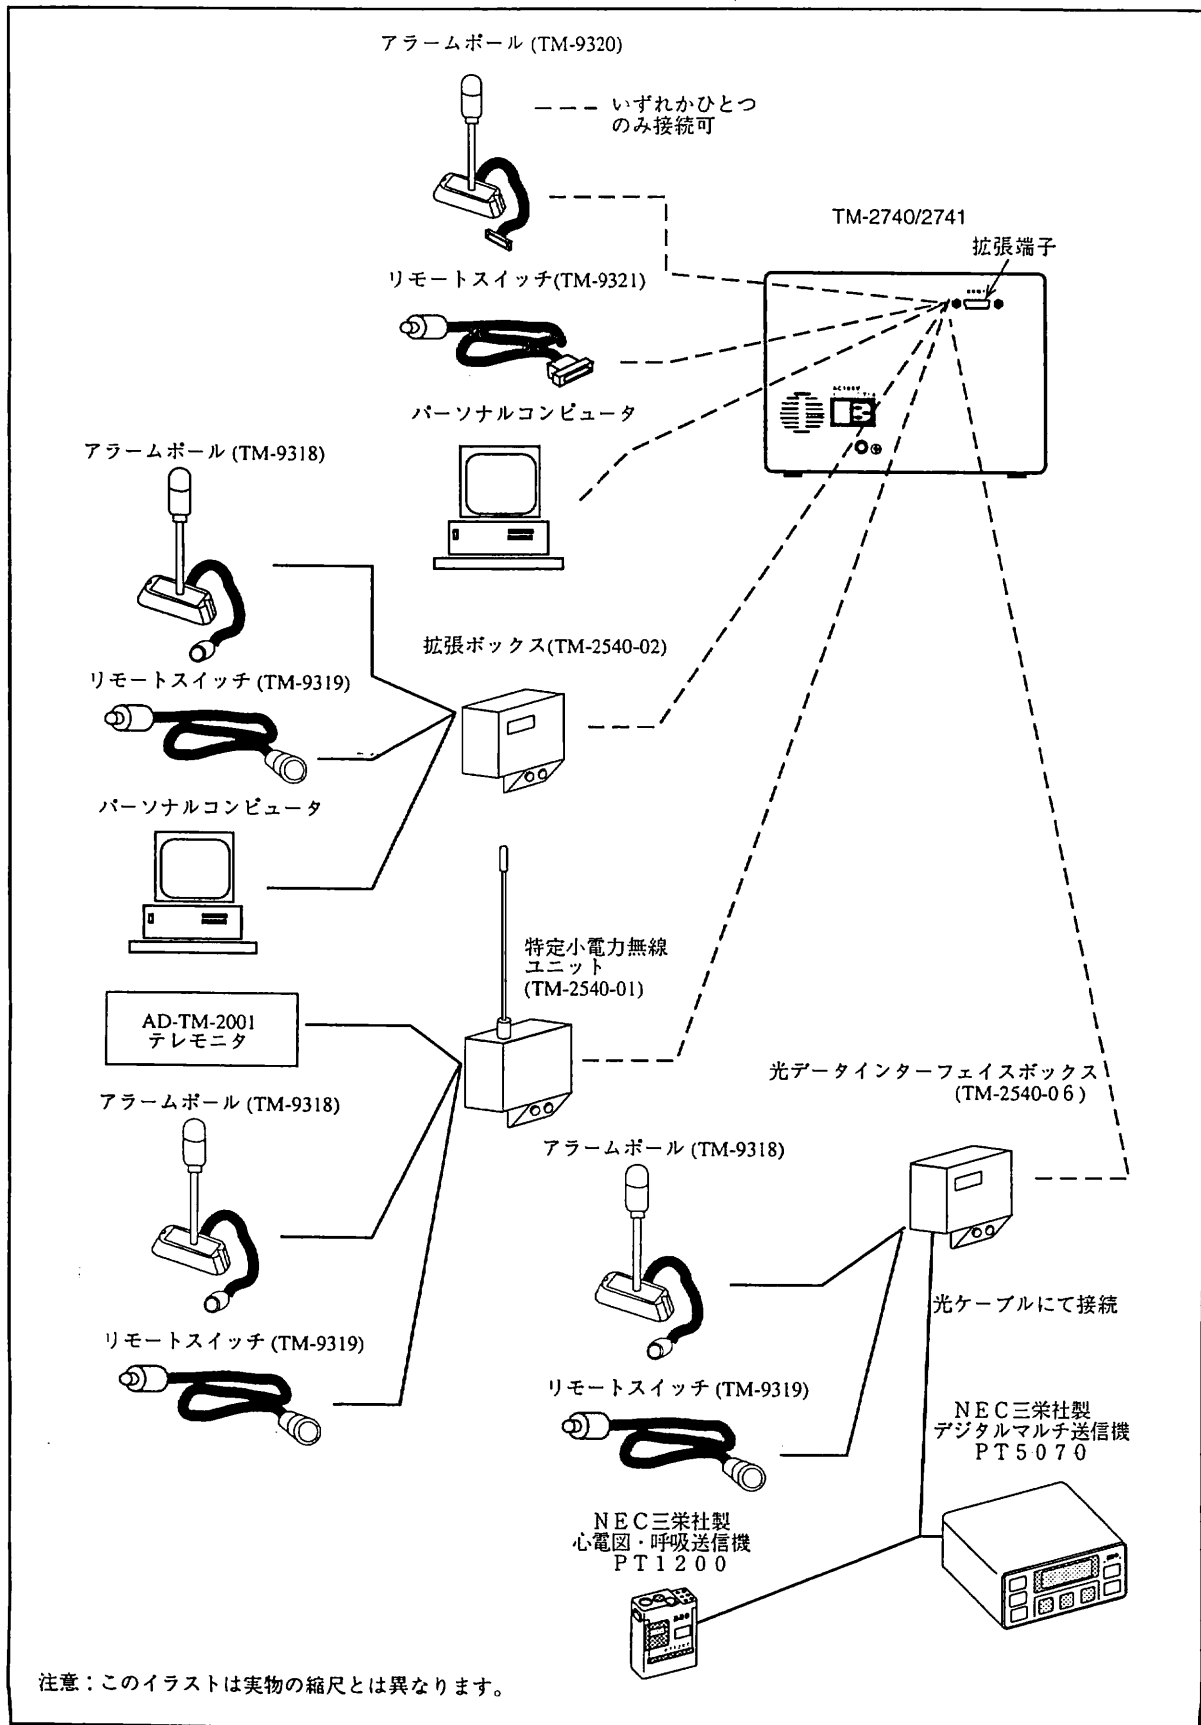 アラームポール (TM-9320)
--- いずれかひとつ
のみ接続可
TM-2740/2741
拡張端子
リモートスイッチ(TM-9321)
AC100V
パーソナルコンピュータ
アラームポール (TM-9318)
拡張ボックス(TM-2540-02)
リモートスイッチ (TM-9319)
パーソナルコンピュータ
特定小電力無線
ユニット
(TM-2540-01)
AD-TM-2001
テレモニタ
光データインターフェイスボックス
(TM-2540-06)
アラームポール (TM-9318)
アラームポール (TM-9318)
光ケーブルにて接続
リモートスイッチ (TM-9319)
リモートスイッチ (TM-9319)
NEC三栄社製
デジタルマルチ送信機
PT5070
NEC三栄社製
心電図・呼吸送信機
PT1200
注意：このイラストは実物の縮尺とは異なります。